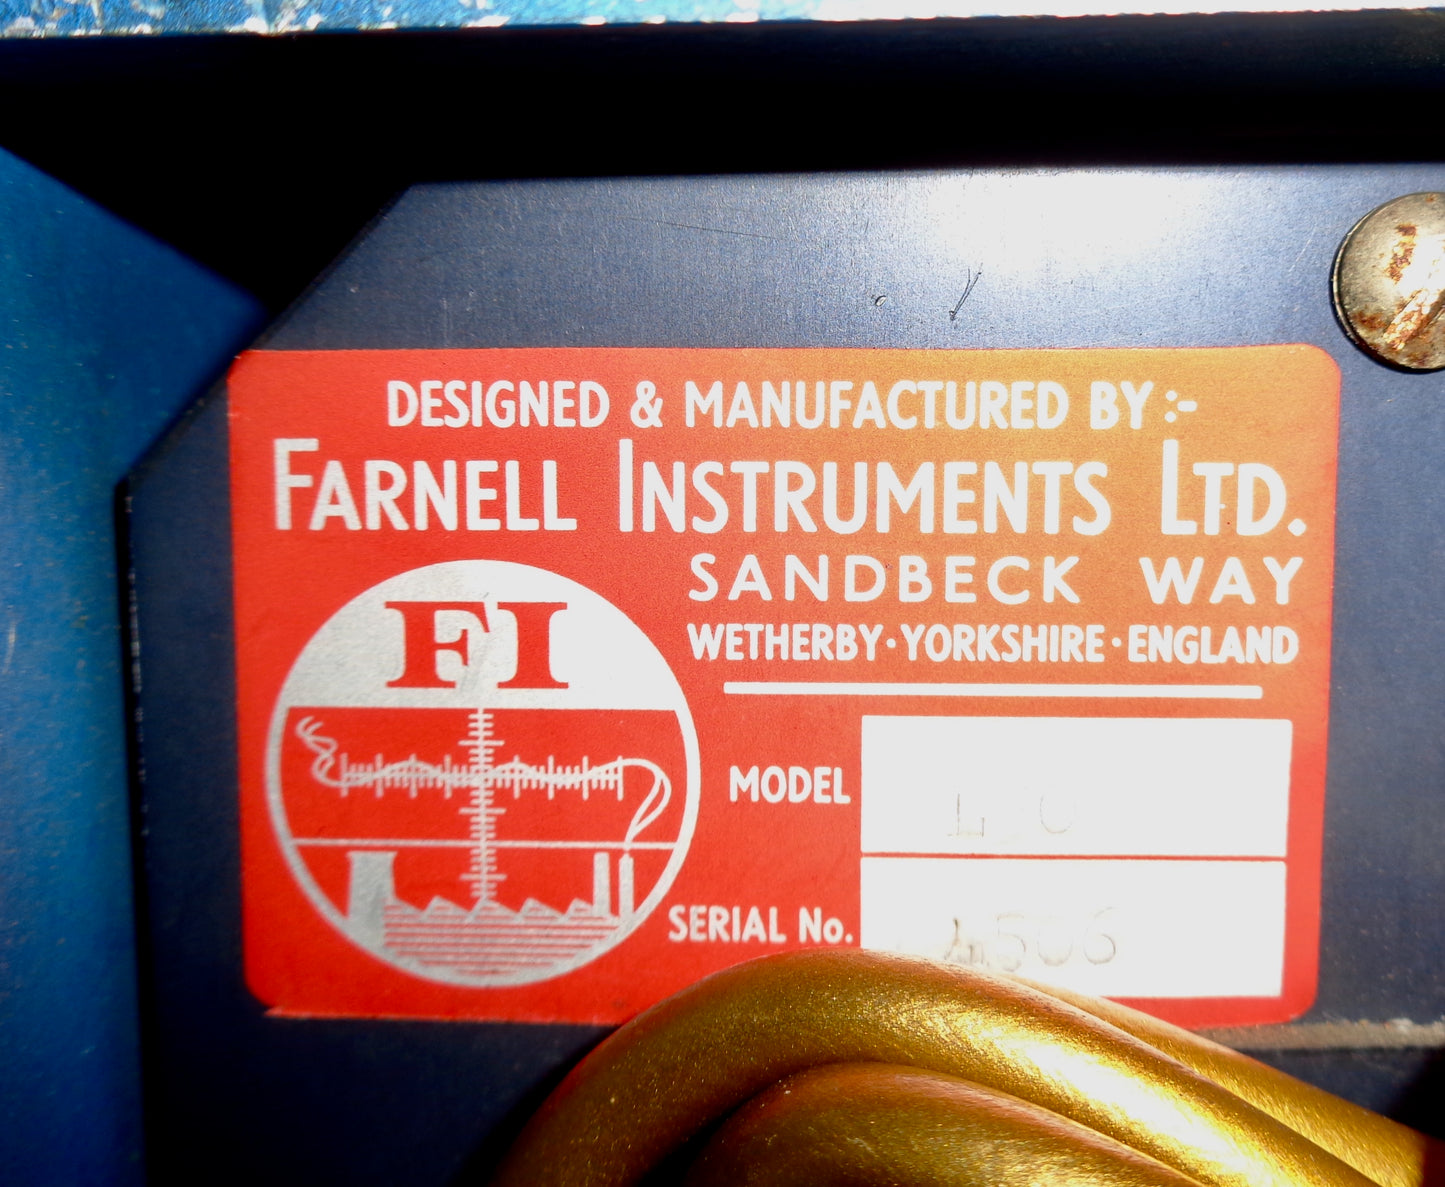 DESIGNED & MANUFACTURED BY :-
FARNELL INSTRUMENTS LTD.
SANDBECK WAY
WETHERBY · YORKSHIRE · ENGLAND
FI
MODEL
SERIAL No.